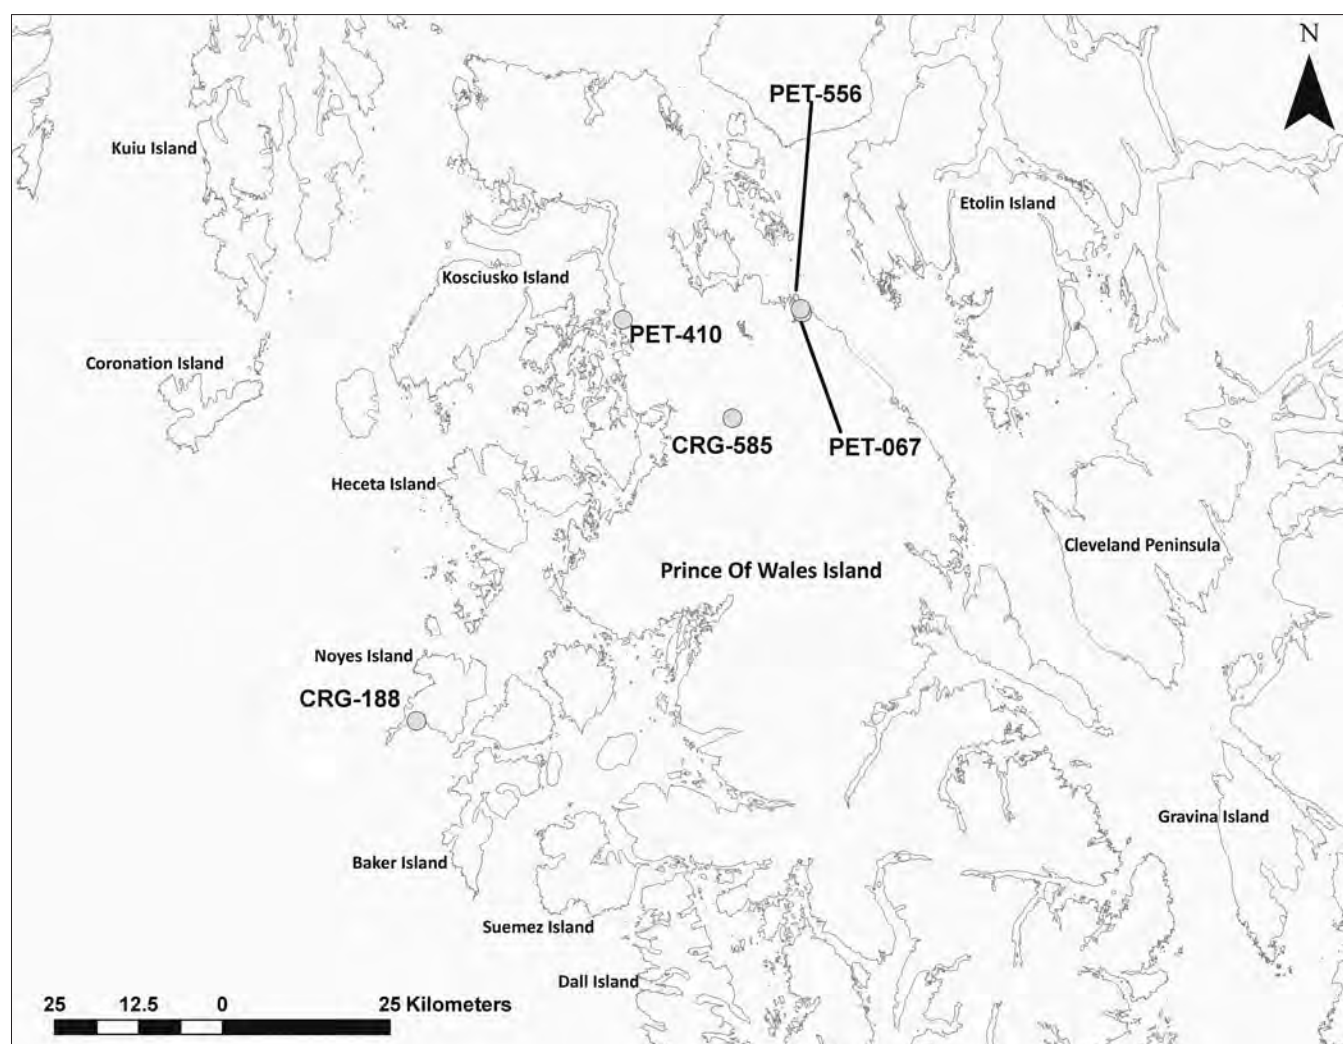 N
PET-556
Kuiu Island
Etolin Island
Kosciusko Island
PET-410
Coronation Island
CRG-585
PET-067
Heceta Island
Cleveland Peninsula
Prince Of Wales Island
Noyes Island
CRG-188
Gravina Island
Baker Island
Suemez Island
Dall Island
25 12.5 0 25 Kilometers